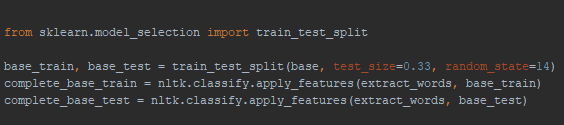 from sklearn.model_selection import train_test_split
base_train, base_test = train_test_split(base, test_size=0.33, random_state=14)
complete_base_train = nltk.classify.apply_features(extract_words, base_train)
complete_base_test = nltk.classify.apply_features(extract_words, base_test)